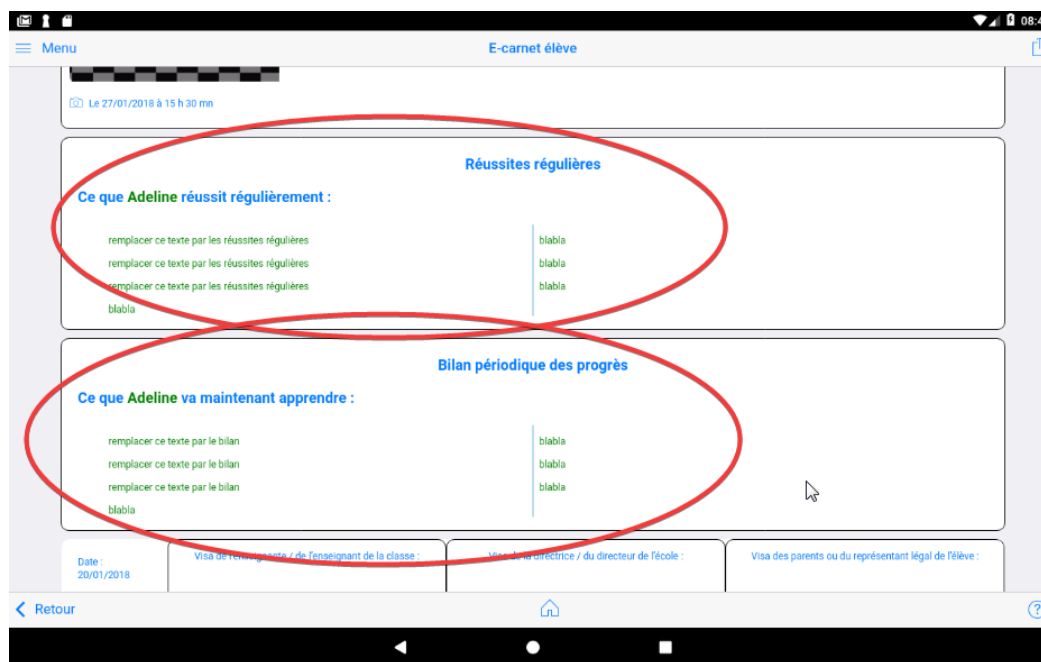 08:4
Menu
E-carnet élève
Le 27/01/2018 à 15 h 30 mn
Réussites régulières
Ce que Adeline réussit régulièrement :
remplacer ce texte par les réussites régulières
remplacer ce texte par les réussites régulières
remplacer ce texte par les réussites régulières
blabla
blabla
blabla
blabla
Bilan périodique des progrès
Ce que Adeline va maintenant apprendre :
remplacer ce texte par le bilan
remplacer ce texte par le bilan
remplacer ce texte par le bilan
blabla
blabla
blabla
blabla
Date :
20/01/2018
Visa de l'enseignante / de l'enseignant de la classe :
Visa de la directrice / du directeur de l'école :
Visa des parents ou du représentant légal de l'élève :
Retour